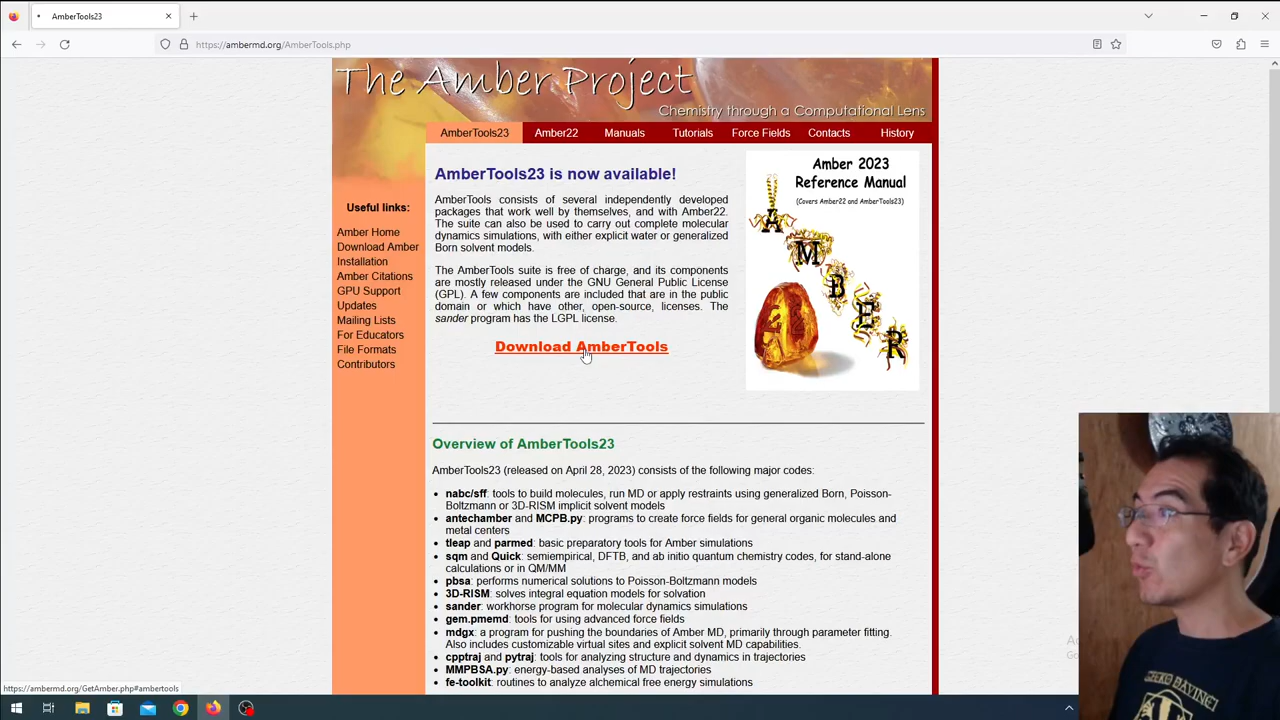 AmberTools23
https://ambermd.org/AmberTools.php
The Amber Project
Chemistry through a Computational Lens
AmberTools23 Amber22 Manuals Tutorials Force Fields Contacts History
Useful links:
Amber Home
Download Amber
Installation
Amber Citations
GPU Support
Updates
Mailing Lists
For Educators
File Formats
Contributors
AmberTools23 is now available!
AmberTools consists of several independently developed
packages that work well by themselves, and with Amber22.
The suite can also be used to carry out complete molecular
dynamics simulations, with either explicit water or generalized
Born solvent models.
The AmberTools suite is free of charge, and its components
are mostly released under the GNU General Public License
(GPL). A few components are included that are in the public
domain or which have other, open-source, licenses. The
sander program has the LGPL license.
Download AmberTools
Amber 2023
Reference Manual
(Covers Amber22 and AmberTools23)
A
M
B
E
R
Overview of AmberTools23
AmberTools23 (released on April 28, 2023) consists of the following major codes:
• nabc/sff: tools to build molecules, run MD or apply restraints using generalized Born, Poisson-
Boltzmann or 3D-RISM implicit solvent models
• antechamber and MCPB.py: programs to create force fields for general organic molecules and
metal centers
• tleap and parmed: basic preparatory tools for Amber simulations
• sqm and Quick: semiempirical, DFTB, and ab initio quantum chemistry codes, for stand-alone
calculations or in QM/MM
• pbsa: performs numerical solutions to Poisson-Boltzmann models
• 3D-RISM: solves integral equation models for solvation
• sander: workhorse program for molecular dynamics simulations
• gem.pmemd: tools for using advanced force fields
• mdgx: a program for pushing the boundaries of Amber MD, primarily through parameter fitting.
Also includes customizable virtual sites and explicit solvent MD capabilities.
• cpptraj and pytraj: tools for analyzing structure and dynamics in trajectories
• MMPBSA.py: energy-based analyses of MD trajectories
• fe-toolkit: routines to analyze alchemical free energy simulations
https://ambermd.org/GetAmber.php#ambertools